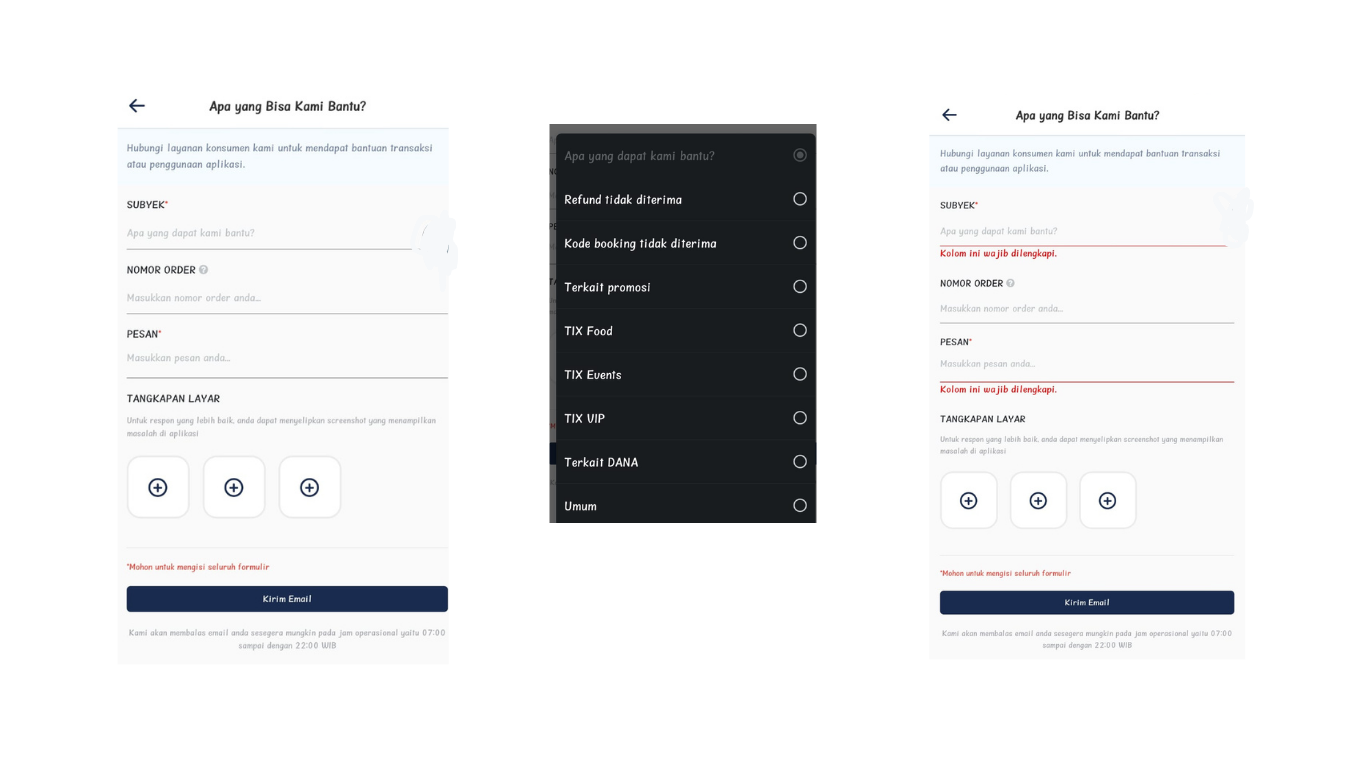 Apa yang Bisa Kami Bantu?
Hubungi layanan konsumen kami untuk mendapat bantuan transaksi
atau penggunaan aplikasi.
SUBYEK*
Apa yang dapat kami bantu?
NOMOR ORDER ?
Masukkan nomor order anda...
PESAN*
Masukkan pesan anda...
TANGKAPAN LAYAR
Untuk respon yang lebih baik, anda dapat menyelipkan screenshot yang menampilkan
masalah di aplikasi
*Mohon untuk mengisi seluruh formulir
Kirim Email
Kami akan membalas email anda sesegera mungkin pada jam operasional yaitu 07:00
sampai dengan 22:00 WIB
Apa yang dapat kami bantu?
Refund tidak diterima
Kode booking tidak diterima
Terkait promosi
TIX Food
TIX Events
TIX VIP
Terkait DANA
Umum
Apa yang Bisa Kami Bantu?
Hubungi layanan konsumen kami untuk mendapat bantuan transaksi
atau penggunaan aplikasi.
SUBYEK*
Apa yang dapat kami bantu?
Kolom ini wajib dilengkapi.
NOMOR ORDER ?
Masukkan nomor order anda...
PESAN*
Masukkan pesan anda...
Kolom ini wajib dilengkapi.
TANGKAPAN LAYAR
Untuk respon yang lebih baik, anda dapat menyelipkan screenshot yang menampilkan
masalah di aplikasi
*Mohon untuk mengisi seluruh formulir
Kirim Email
Kami akan membalas email anda sesegera mungkin pada jam operasional yaitu 07:00
sampai dengan 22:00 WIB